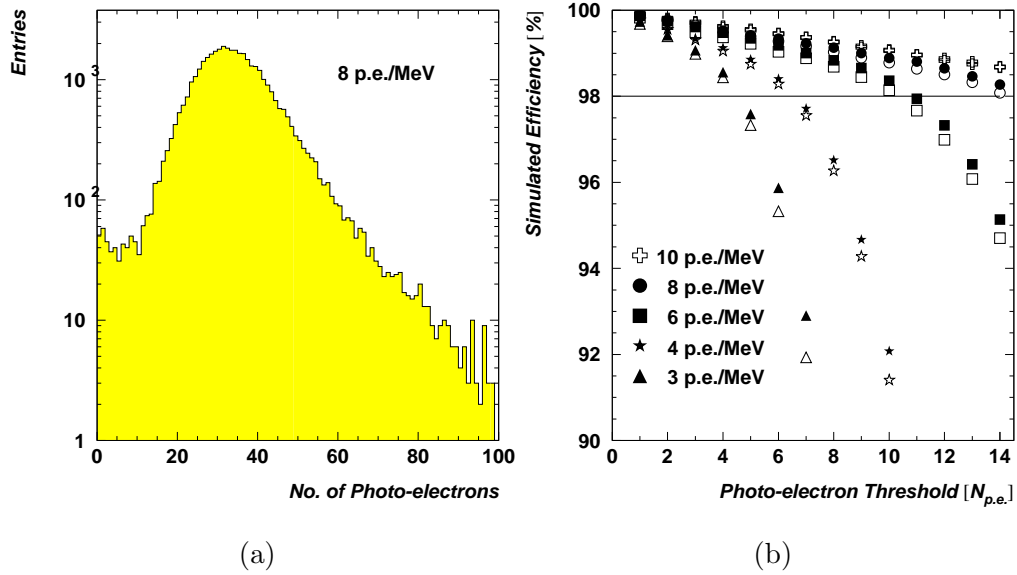 Entries
10 3
10 2
10
1
8 p.e./MeV
0 20 40 60 80 100
No. of Photo-electrons
(a)
Simulated Efficiency [%]
100
98
96
94
92
90
10 p.e./MeV
8 p.e./MeV
6 p.e./MeV
4 p.e./MeV
3 p.e./MeV
0 2 4 6 8 10 12 14
Photo-electron Threshold [N_{p.e.}]
(b)